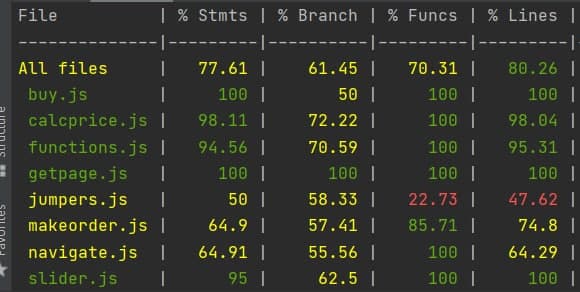 File | % Stmts | % Branch | % Funcs | % Lines |
--------------|---------|----------|---------|---------|
All files | 77.61 | 61.45 | 70.31 | 80.26 |
buy.js | 100 | 50 | 100 | 100 |
calcprice.js | 98.11 | 72.22 | 100 | 98.04 |
functions.js | 94.56 | 70.59 | 100 | 95.31 |
getpage.js | 100 | 100 | 100 | 100 |
jumpers.js | 50 | 58.33 | 22.73 | 47.62 |
makeorder.js | 64.9 | 57.41 | 85.71 | 74.8 |
navigate.js | 64.91 | 55.56 | 100 | 64.29 |
slider.js | 95 | 62.5 | 100 | 100 |
Structure
Favorites